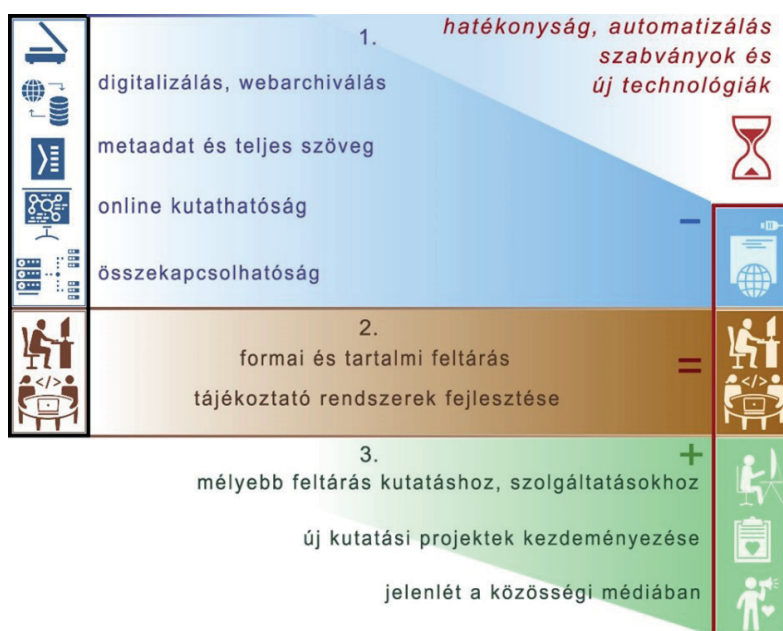 1.
hatékonyság, automatizálás
szabványok és
új technológiák
digitalizálás, webarchiválás
metaadat és teljes szöveg
online kutathatóság
–
összekapcsolhatóság
2.
formai és tartalmi feltárás
=
tájékoztató rendszerek fejlesztése
</>
</>
3.
+
mélyebb feltárás kutatáshoz, szolgáltatásokhoz
új kutatási projektek kezdeményezése
jelenlét a közösségi médiában